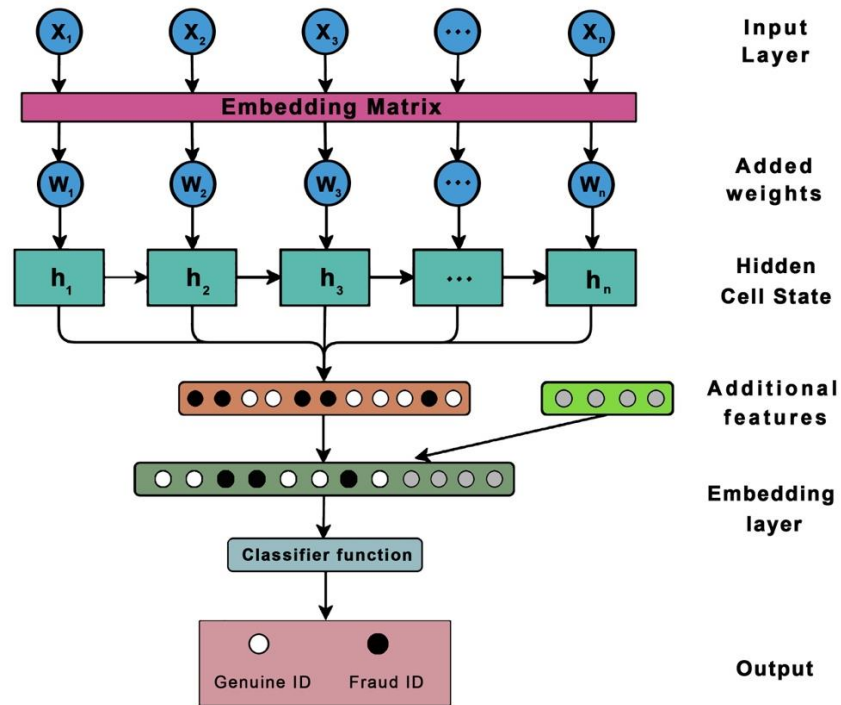 x₁ x₂ x₃ ... xₙ
Input
Layer
Embedding Matrix
w₁ w₂ w₃ ... wₙ
Added
weights
h₁ h₂ h₃ ... hₙ
Hidden
Cell State
Additional
features
Embedding
layer
Classifier function
Genuine ID Fraud ID
Output